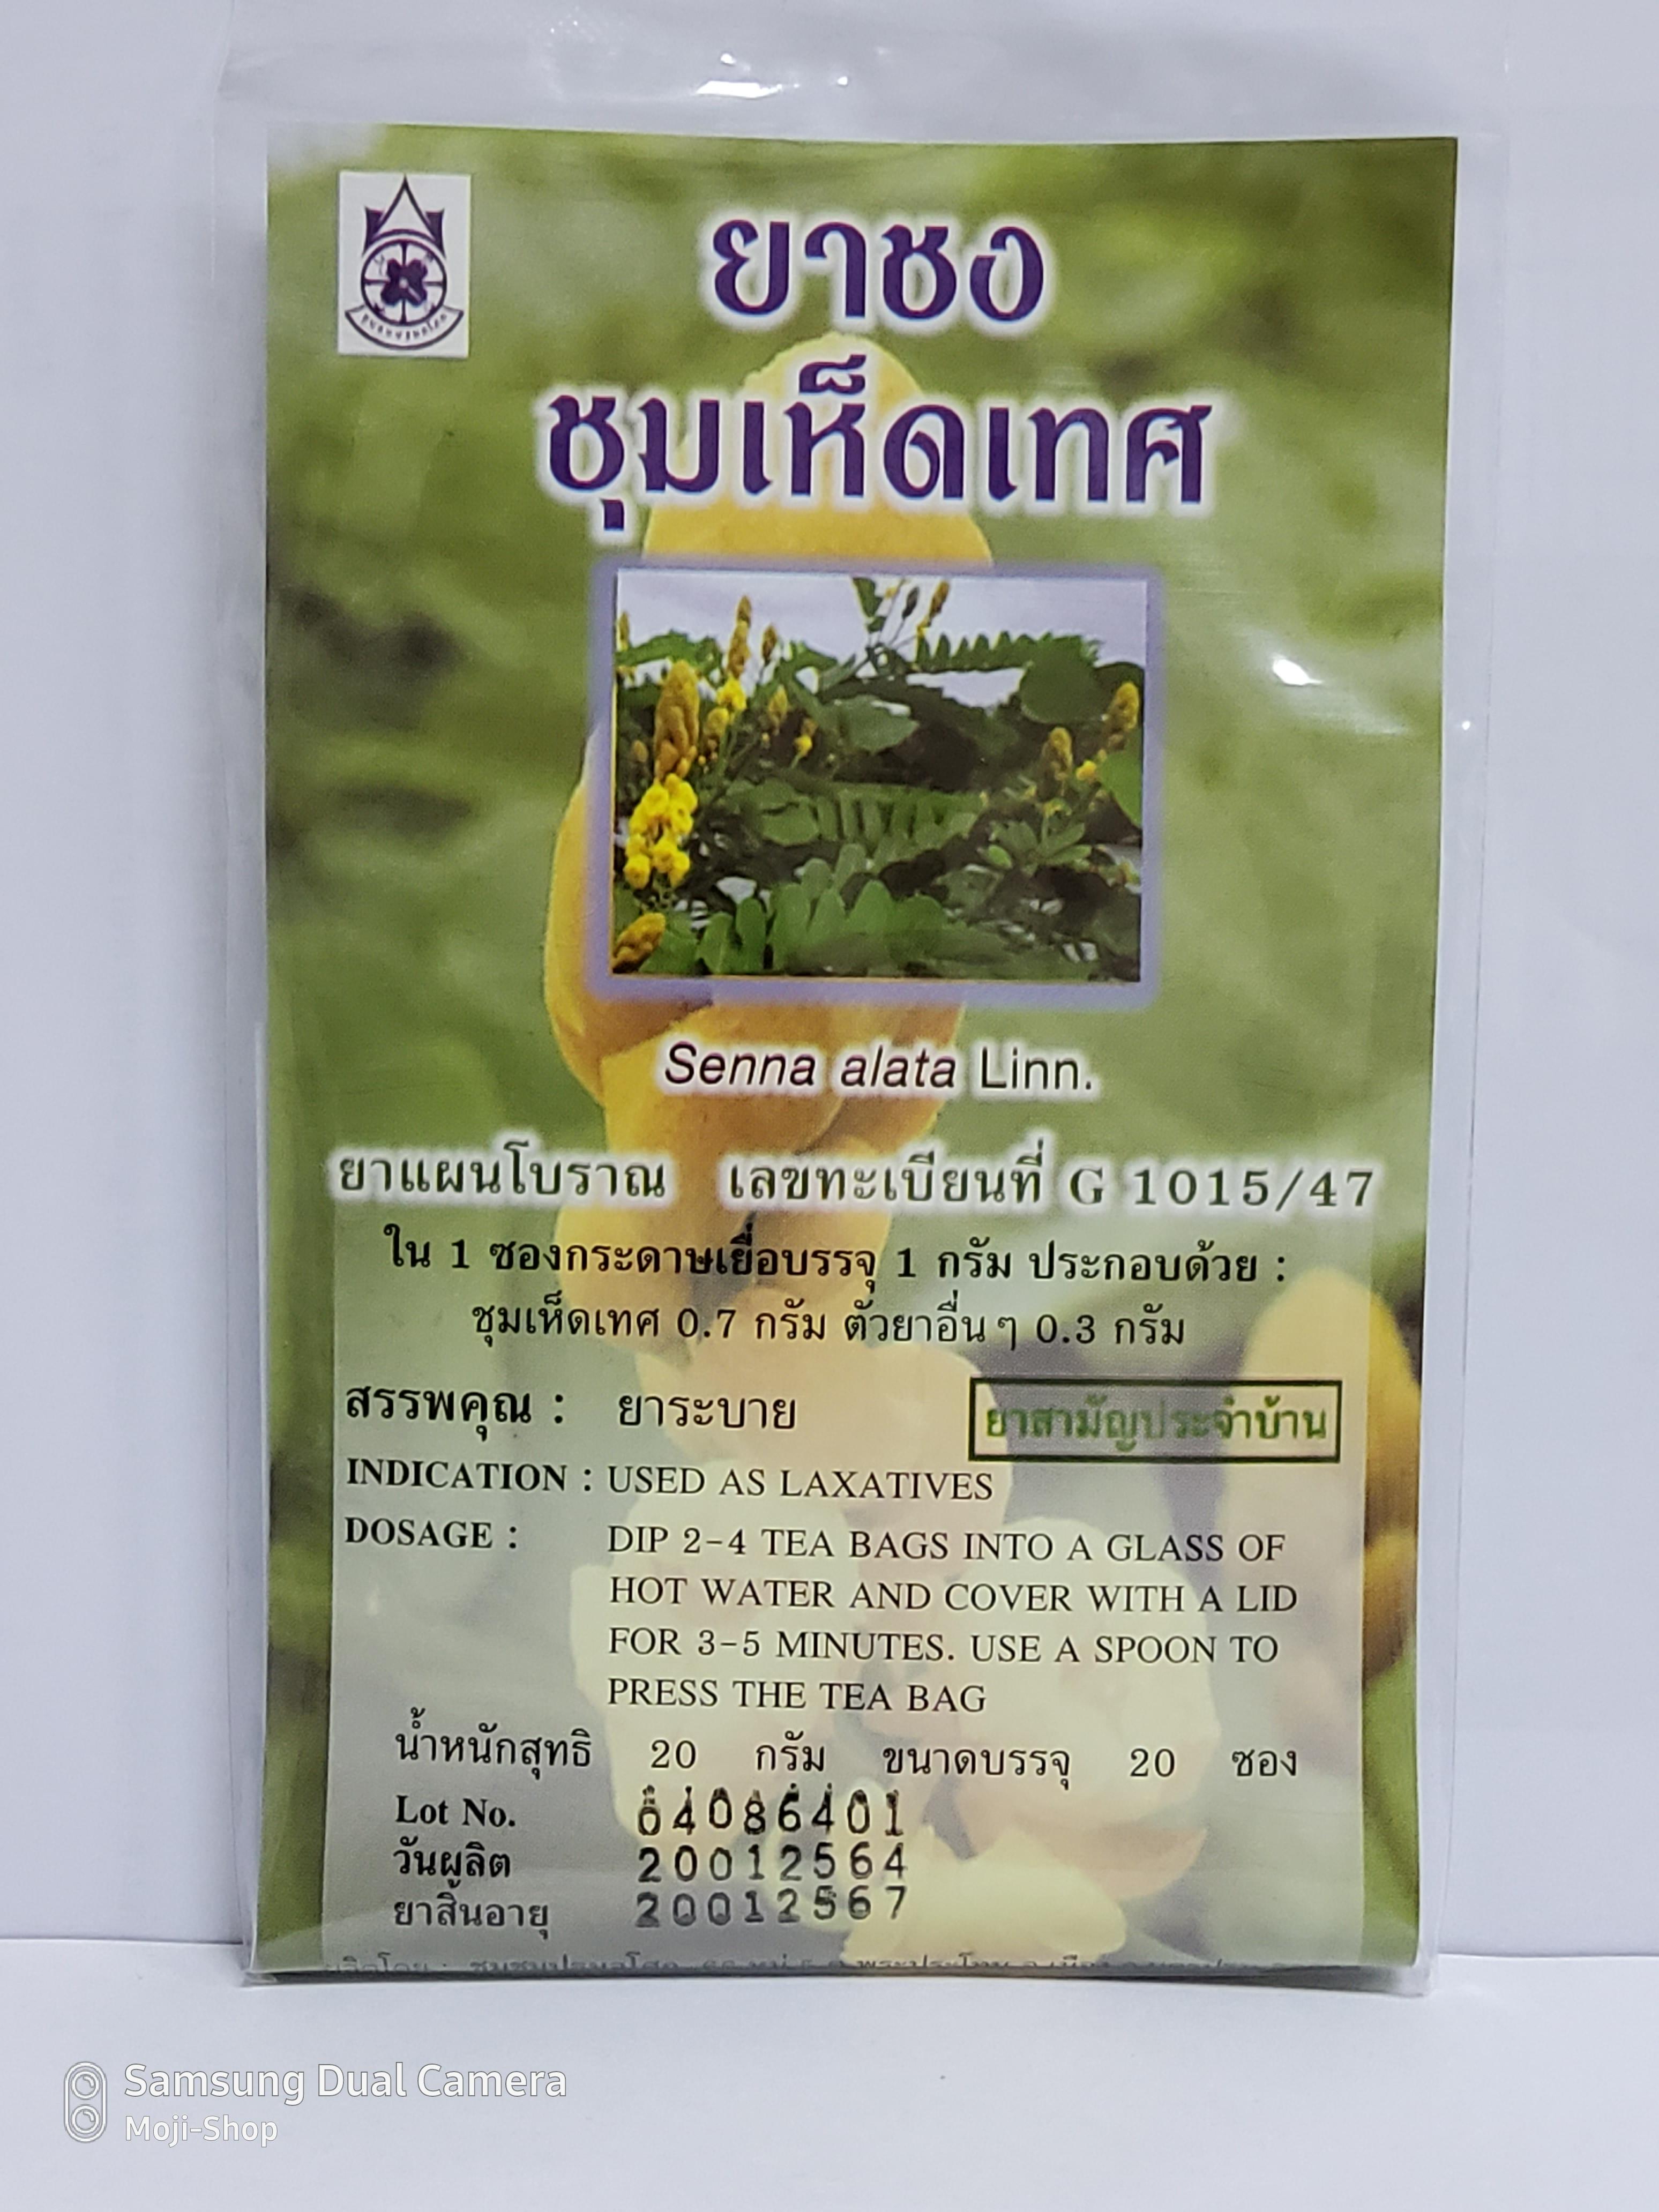 ยาชง
ชุมเห็ดเทศ
Senna alata Linn.
ยาแผนโบราณ เลขทะเบียนที่ G 1015/47
ใน 1 ซองกระดาษเยื่อบรรจุ 1 กรัม ประกอบด้วย :
ชุมเห็ดเทศ 0.7 กรัม ตัวยาอื่นๆ 0.3 กรัม
สรรพคุณ : ยาระบาย
ยาสามัญประจำบ้าน
INDICATION : USED AS LAXATIVES
DOSAGE : DIP 2-4 TEA BAGS INTO A GLASS OF
HOT WATER AND COVER WITH A LID
FOR 3-5 MINUTES. USE A SPOON TO
PRESS THE TEA BAG
น้ำหนักสุทธิ 20 กรัม ขนาดบรรจุ 20 ซอง
Lot No. 64086401
วันผลิต 20012564
ยาสิ้นอายุ 20012567
Samsung Dual Camera
Moji-Shop